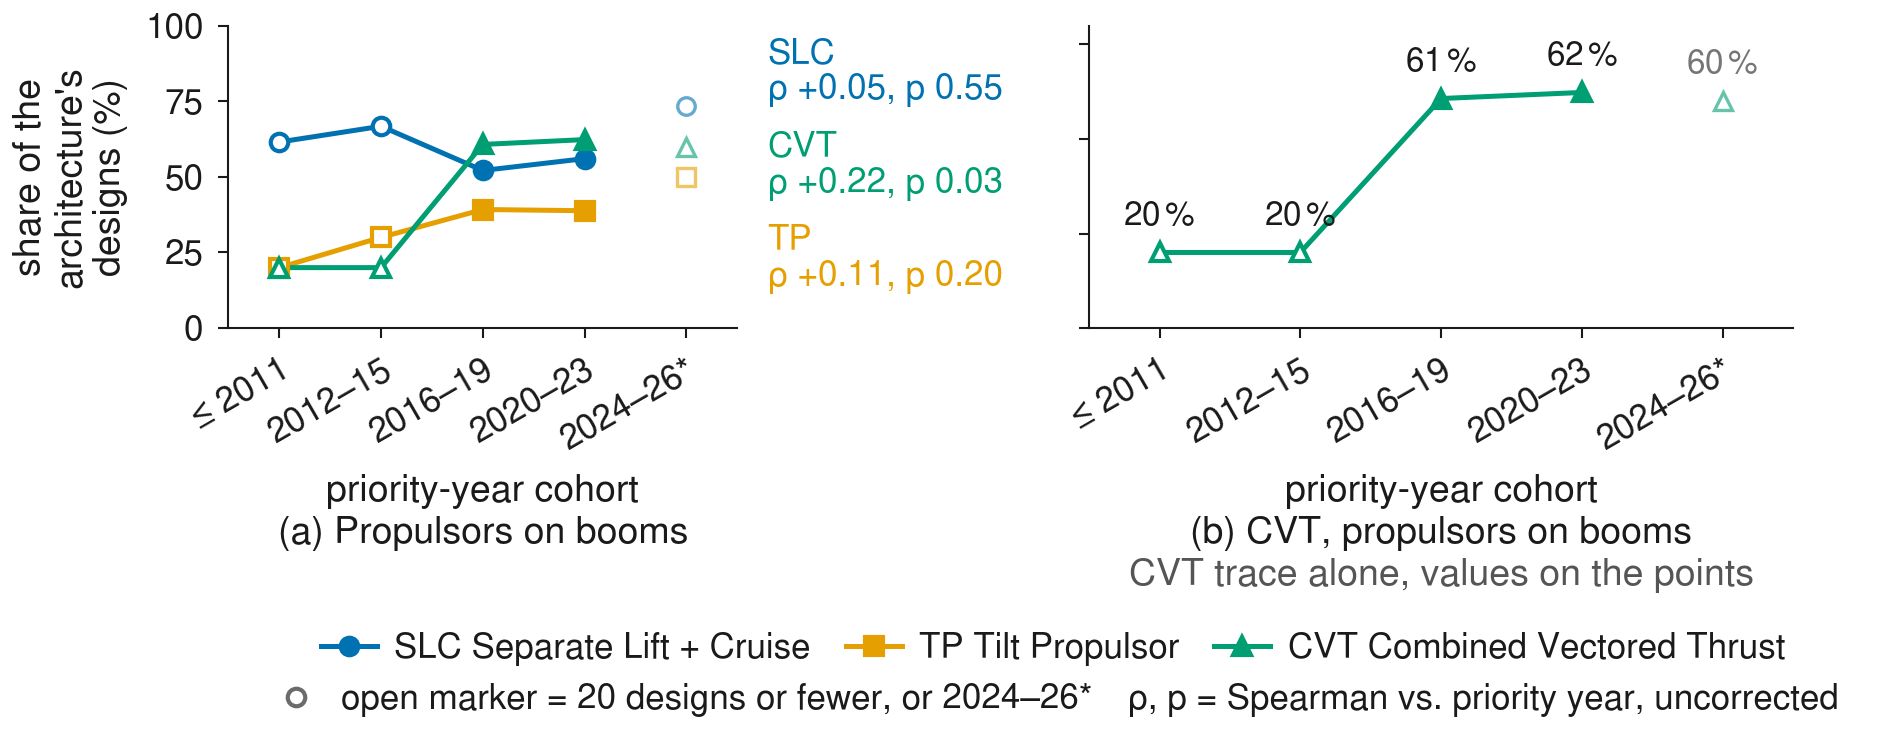 share of the
architecture's
designs (%)
100
75
50
25
0
≤ 2011
2012–15
2016–19
2020–23
2024–26*
priority-year cohort
(a) Propulsors on booms
SLC
ρ +0.05, p 0.55
CVT
ρ +0.22, p 0.03
TP
ρ +0.11, p 0.20
20 %
20 %
61 %
62 %
60 %
≤ 2011
2012–15
2016–19
2020–23
2024–26*
priority-year cohort
(b) CVT, propulsors on booms
CVT trace alone, values on the points
SLC Separate Lift + Cruise
TP Tilt Propulsor
CVT Combined Vectored Thrust
open marker = 20 designs or fewer, or 2024–26*
ρ, p = Spearman vs. priority year, uncorrected